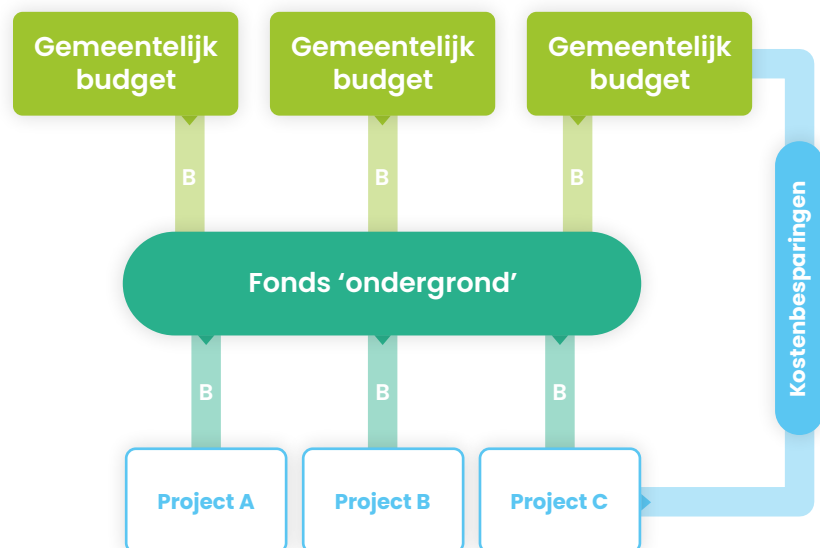 Gemeentelijk
budget
Gemeentelijk
budget
Gemeentelijk
budget
B
B
B
Kostenbesparingen
Fonds ‘ondergrond’
B
B
B
Project A
Project B
Project C